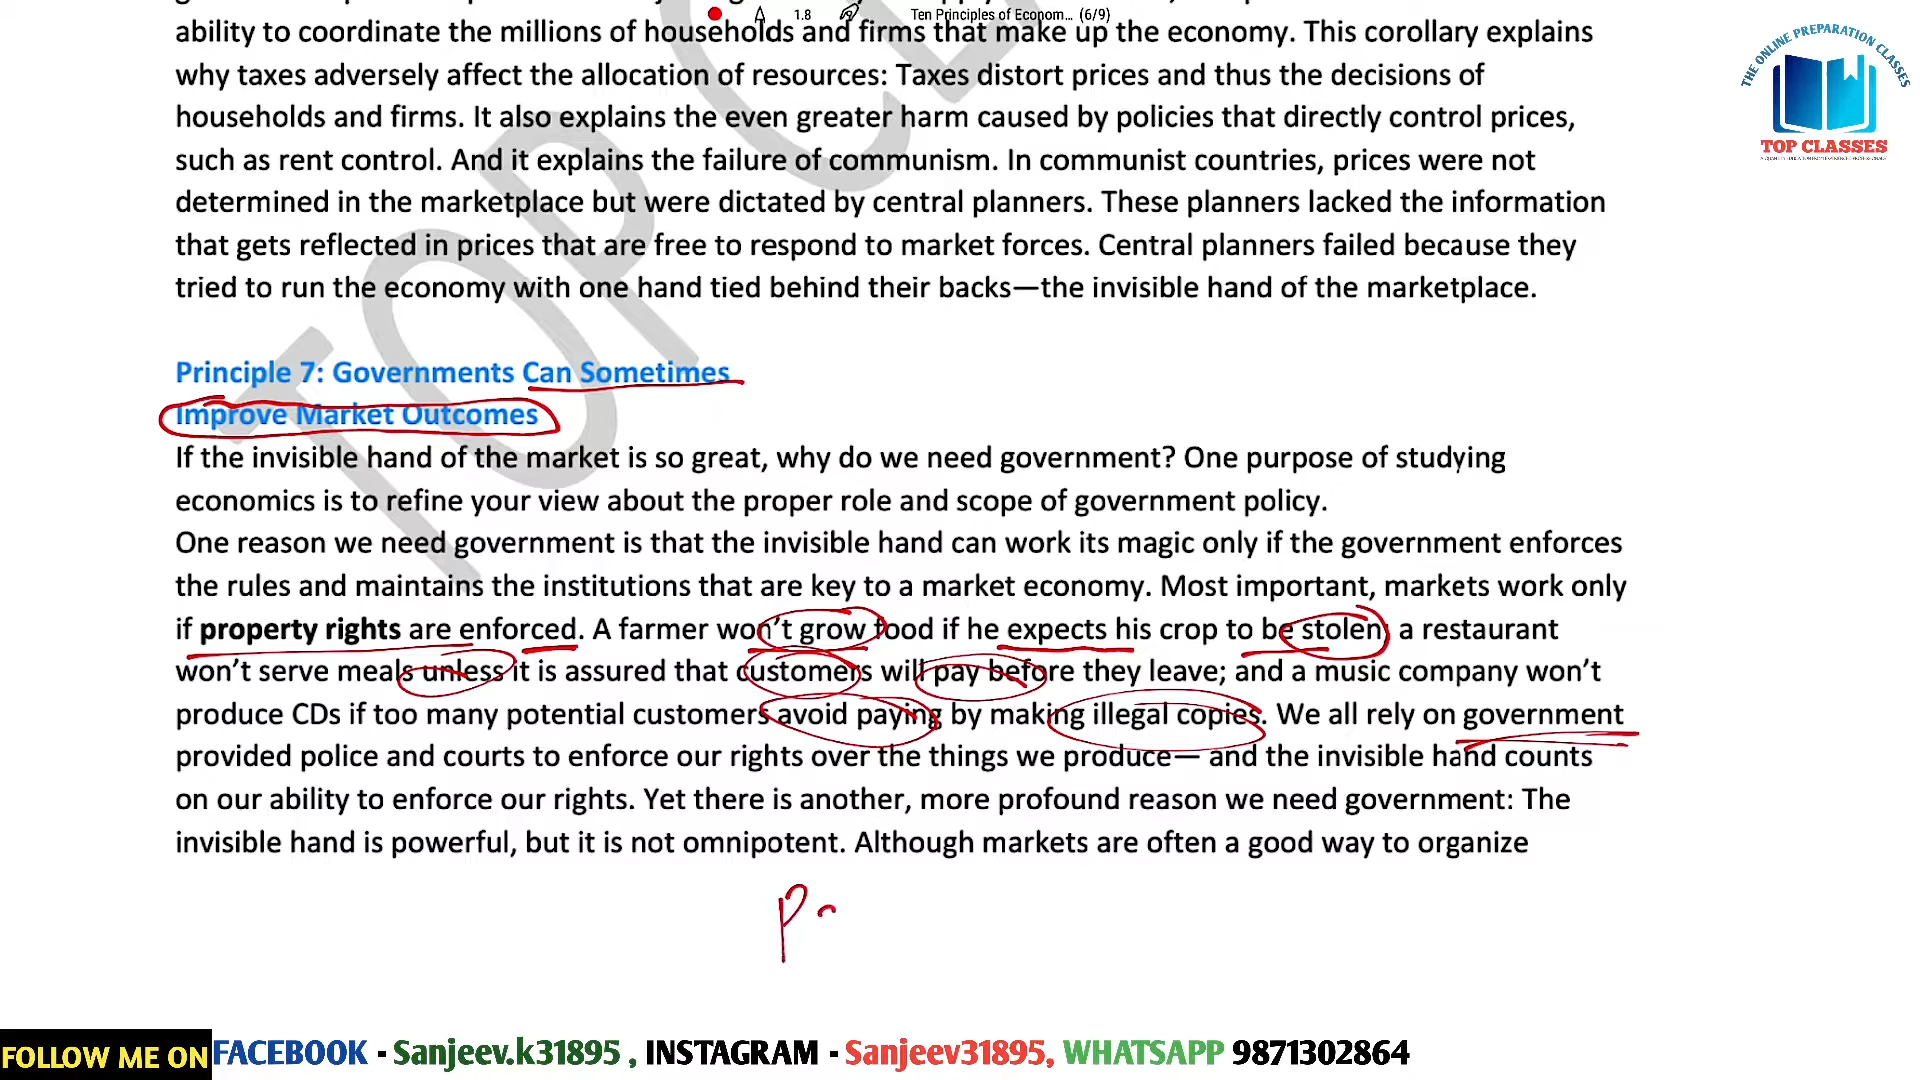 1.8 Ten Principles of Econom... (6/9)
ability to coordinate the millions of households and firms that make up the economy. This corollary explains
why taxes adversely affect the allocation of resources: Taxes distort prices and thus the decisions of
households and firms. It also explains the even greater harm caused by policies that directly control prices,
such as rent control. And it explains the failure of communism. In communist countries, prices were not
determined in the marketplace but were dictated by central planners. These planners lacked the information
that gets reflected in prices that are free to respond to market forces. Central planners failed because they
tried to run the economy with one hand tied behind their backs—the invisible hand of the marketplace.
THE ONLINE PREPARATION CLASSES
TOP CLASSES
Principle 7: Governments Can Sometimes
Improve Market Outcomes
If the invisible hand of the market is so great, why do we need government? One purpose of studying
economics is to refine your view about the proper role and scope of government policy.
One reason we need government is that the invisible hand can work its magic only if the government enforces
the rules and maintains the institutions that are key to a market economy. Most important, markets work only
if property rights are enforced. A farmer won't grow food if he expects his crop to be stolen; a restaurant
won't serve meals unless it is assured that customers will pay before they leave; and a music company won't
produce CDs if too many potential customers avoid paying by making illegal copies. We all rely on government
provided police and courts to enforce our rights over the things we produce— and the invisible hand counts
on our ability to enforce our rights. Yet there is another, more profound reason we need government: The
invisible hand is powerful, but it is not omnipotent. Although markets are often a good way to organize
P
FOLLOW ME ON FACEBOOK - Sanjeev.k31895 , INSTAGRAM - Sanjeev31895, WHATSAPP 9871302864